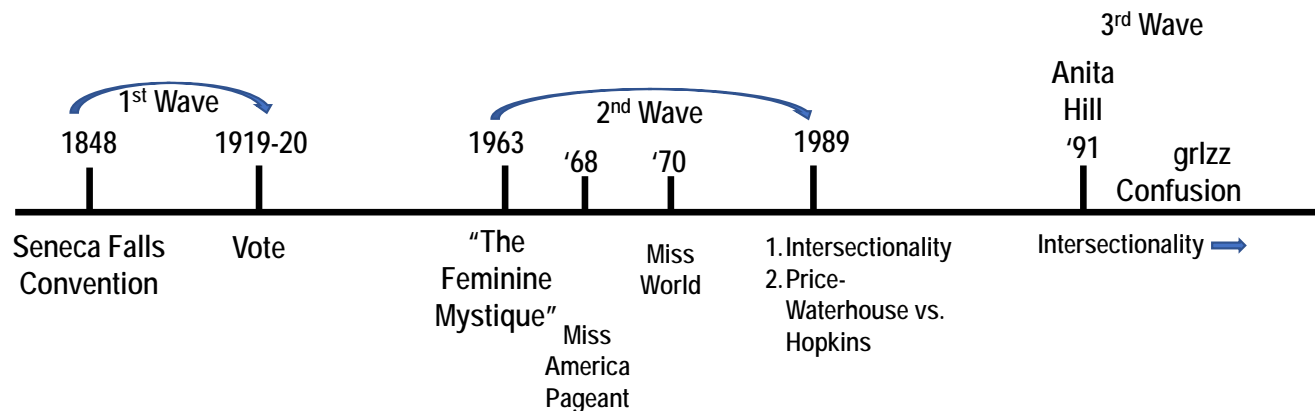 3rd Wave
Anita
Hill
1st Wave
2nd Wave
1848
1919-20
1963
‘68
‘70
1989
‘91
grlzz
Confusion
Seneca Falls
Convention
Vote
“The
Feminine
Mystique”
Miss
America
Pageant
Miss
World
1. Intersectionality
2. Price-
Waterhouse vs.
Hopkins
Intersectionality